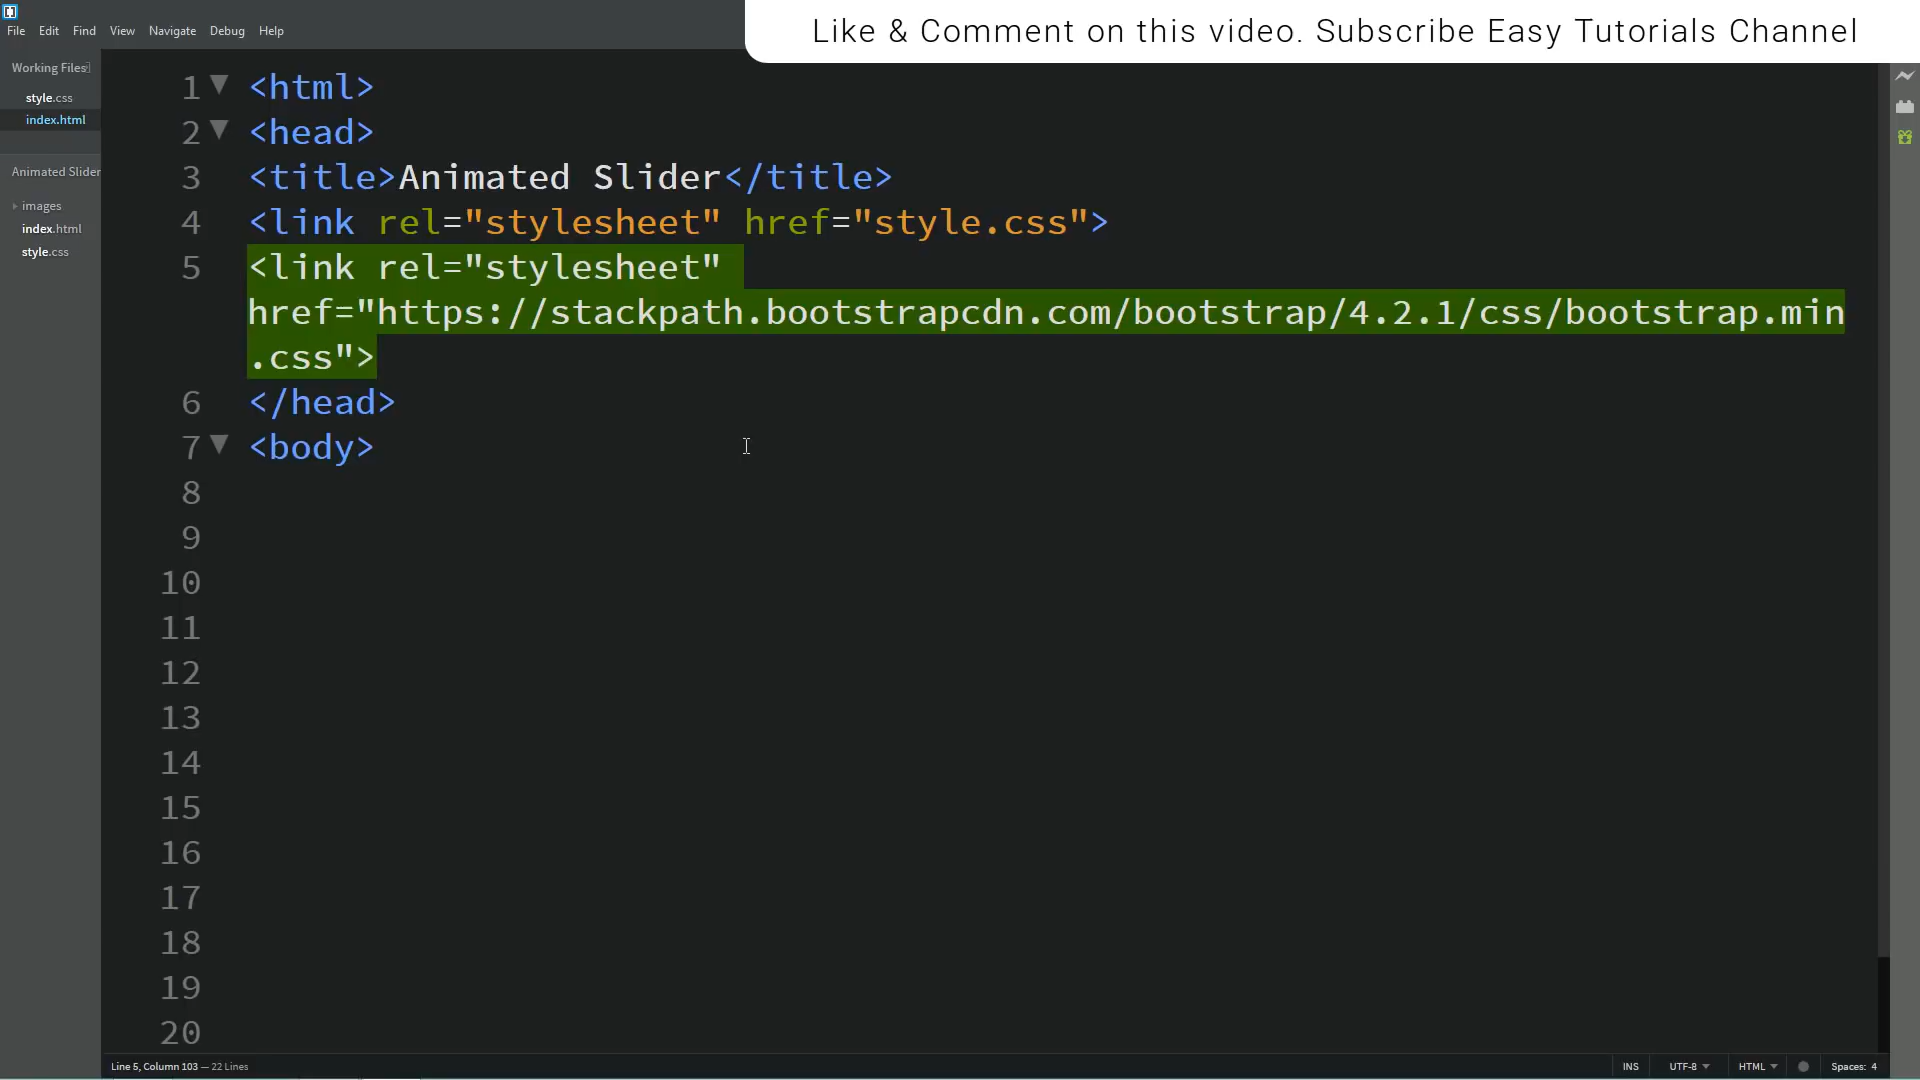 Like & Comment on this video. Subscribe Easy Tutorials Channel
File Edit Find View Navigate Debug Help
Working Files
style.css
index.html
Animated Slider
images
index.html
style.css
1 <html>
2 <head>
3 <title>Animated Slider</title>
4 <link rel="stylesheet" href="style.css">
5 <link rel="stylesheet"
href="https://stackpath.bootstrapcdn.com/bootstrap/4.2.1/css/bootstrap.min
.css">
6 </head>
7 <body>
8
9
10
11
12
13
14
15
16
17
18
19
20
Line 5, Column 103 — 22 Lines
INS UTF-8 HTML Spaces: 4